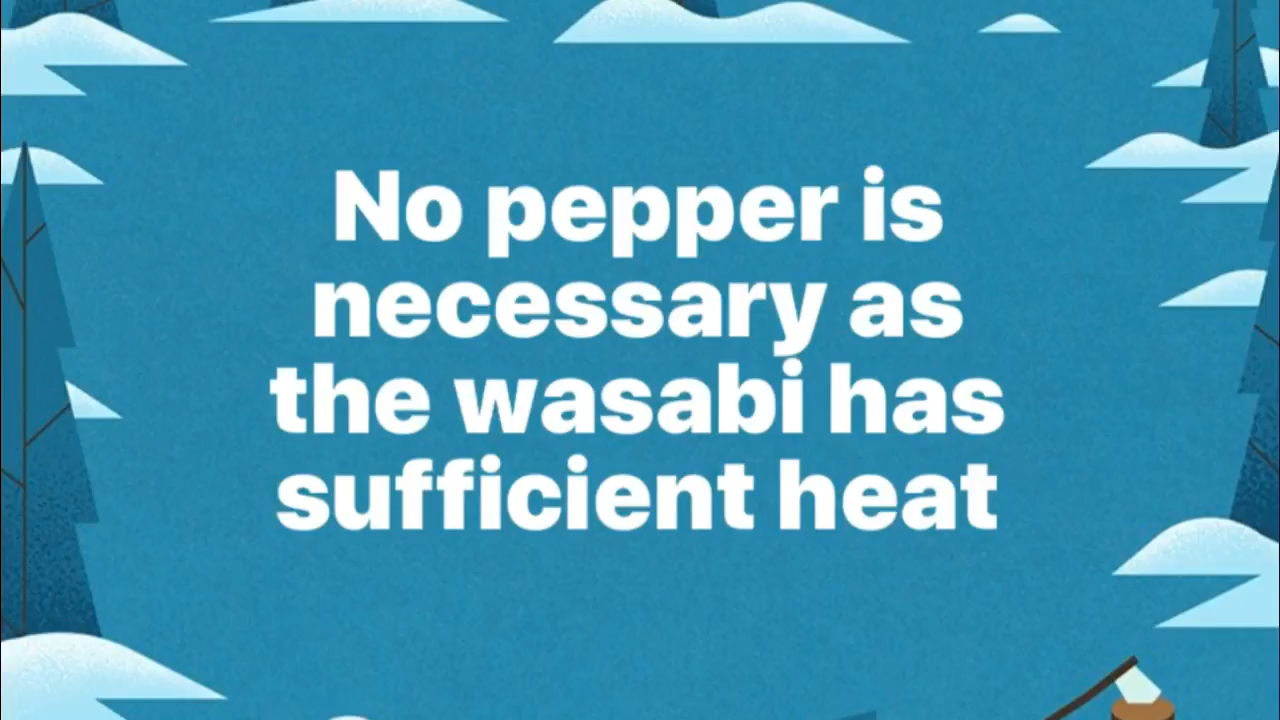 No pepper is
necessary as
the wasabi has
sufficient heat